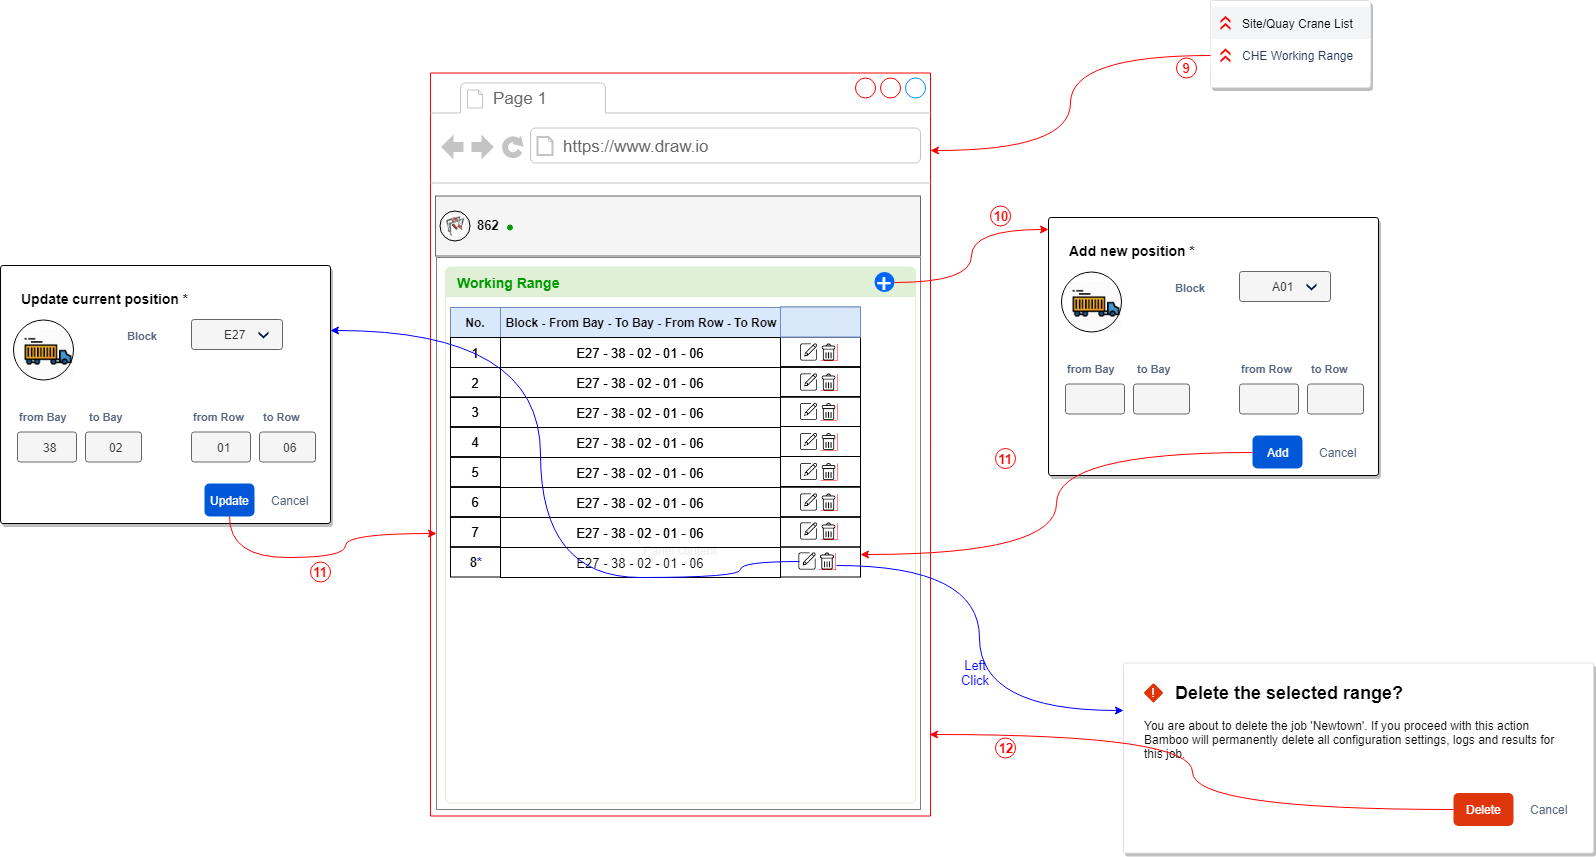 Site/Quay Crane List
CHE Working Range
9
Page 1
https://www.draw.io
862
10
Working Range
No.
Block - From Bay - To Bay - From Row - To Row
1
E27 - 38 - 02 - 01 - 06
2
E27 - 38 - 02 - 01 - 06
3
E27 - 38 - 02 - 01 - 06
4
E27 - 38 - 02 - 01 - 06
5
E27 - 38 - 02 - 01 - 06
6
E27 - 38 - 02 - 01 - 06
7
E27 - 38 - 02 - 01 - 06
Panel content
8*
E27 - 38 - 02 - 01 - 06
Update current position *
Block
E27
from Bay
to Bay
from Row
to Row
38
02
01
06
Update
Cancel
11
Add new position *
Block
A01
from Bay
to Bay
from Row
to Row
Add
Cancel
11
Left
Click
12
Delete the selected range?
You are about to delete the job 'Newtown'. If you proceed with this action
Bamboo will permanently delete all configuration settings, logs and results for
this job.
Delete
Cancel